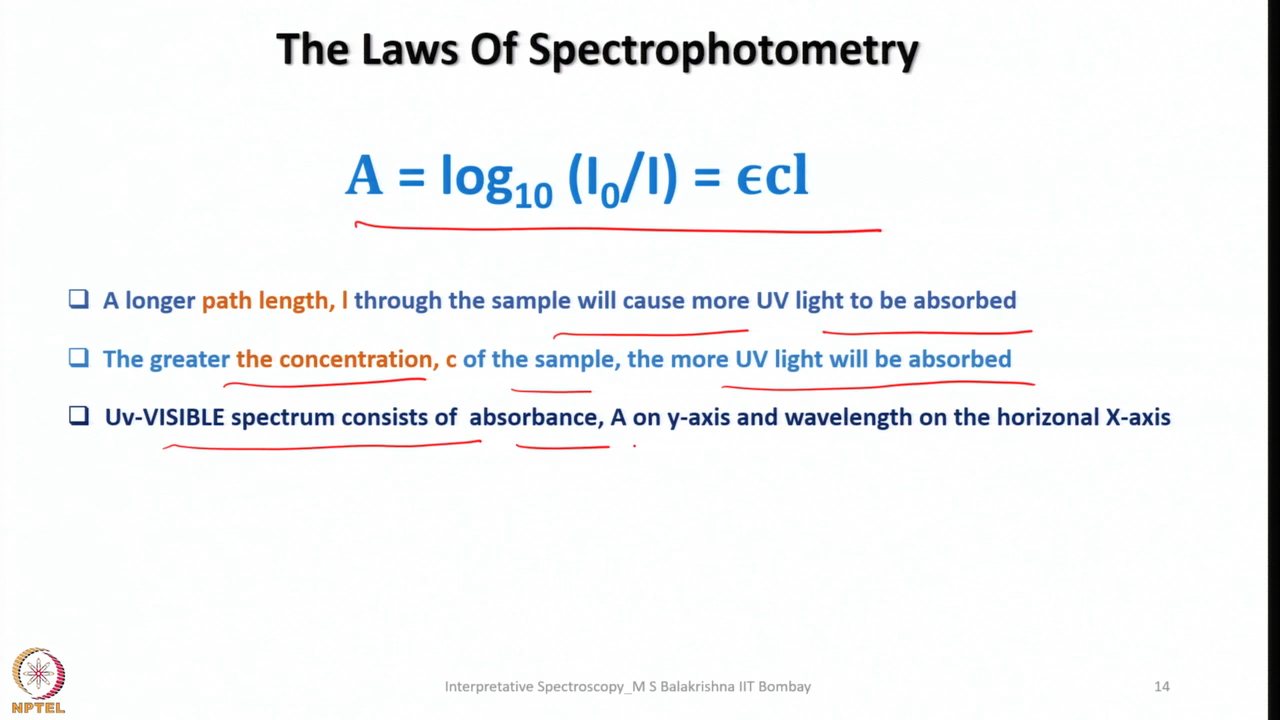 The Laws Of Spectrophotometry
A = log₁₀ (I₀/I) = ϵcl
❑ A longer path length, l through the sample will cause more UV light to be absorbed
❑ The greater the concentration, c of the sample, the more UV light will be absorbed
❑ Uv-VISIBLE spectrum consists of absorbance, A on y-axis and wavelength on the horizonal X-axis
NPTEL
Interpretative Spectroscopy_M S Balakrishna IIT Bombay
14